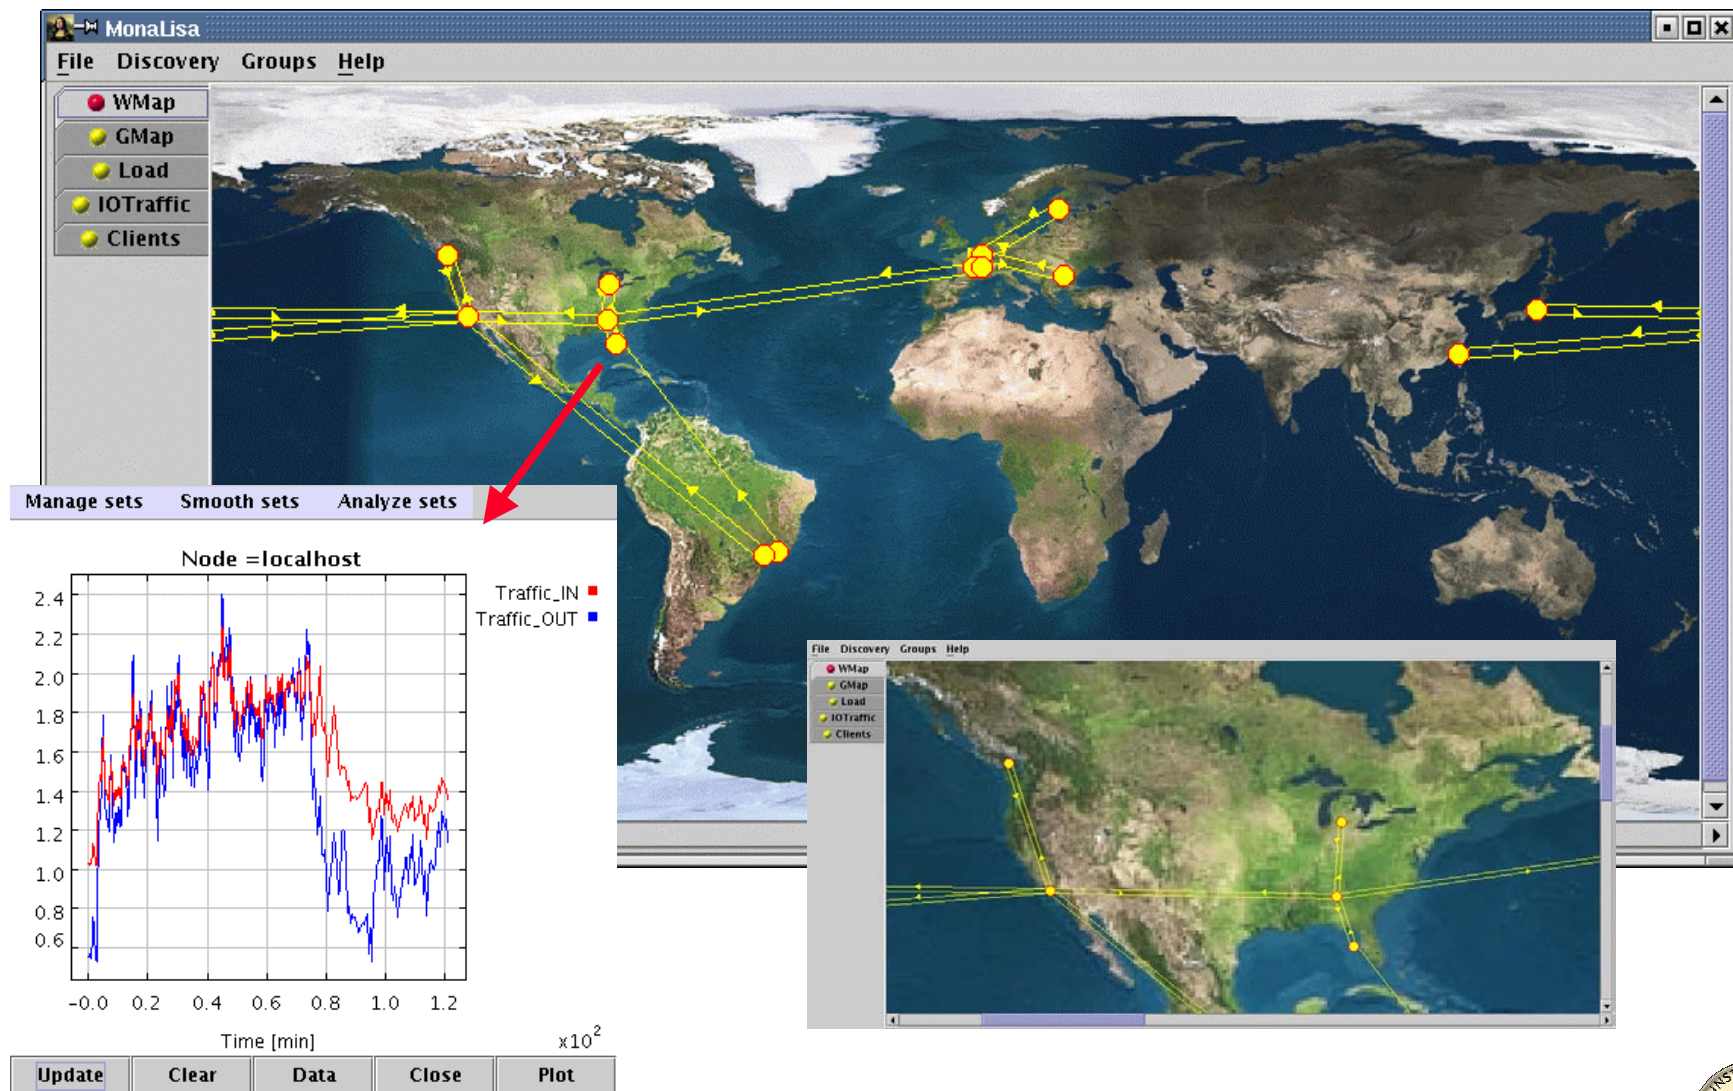 MonaLisa
File Discovery Groups Help
WMap
GMap
Load
IOTraffic
Clients
Manage sets Smooth sets Analyze sets
Node =localhost
Traffic_IN
Traffic_OUT
2.4
2.2
2.0
1.8
1.6
1.4
1.2
1.0
0.8
0.6
-0.0 0.2 0.4 0.6 0.8 1.0 1.2
Time [min] x10^2
Update Clear Data Close Plot
File Discovery Groups Help
WMap
GMap
Load
IOTraffic
Clients